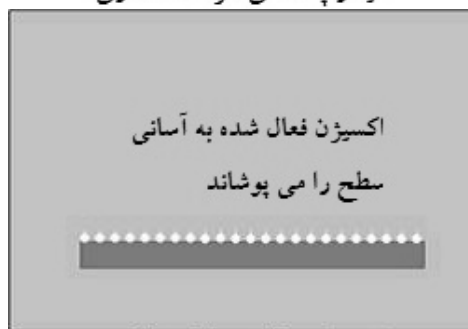 اکسیژن فعال شده به آسانی
سطح را می پوشاند